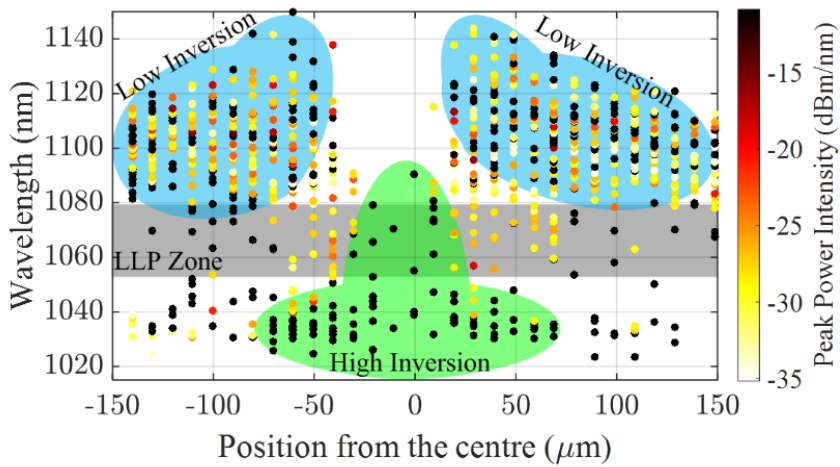 1140
1120
1100
1080
1060
1040
1020
Wavelength (nm)
Low Inversion
Low Inversion
LLP Zone
High Inversion
-150
-100
-50
0
50
100
150
Position from the centre (μm)
-15
-20
-25
-30
-35
Peak Power Intensity (dBm/nm)